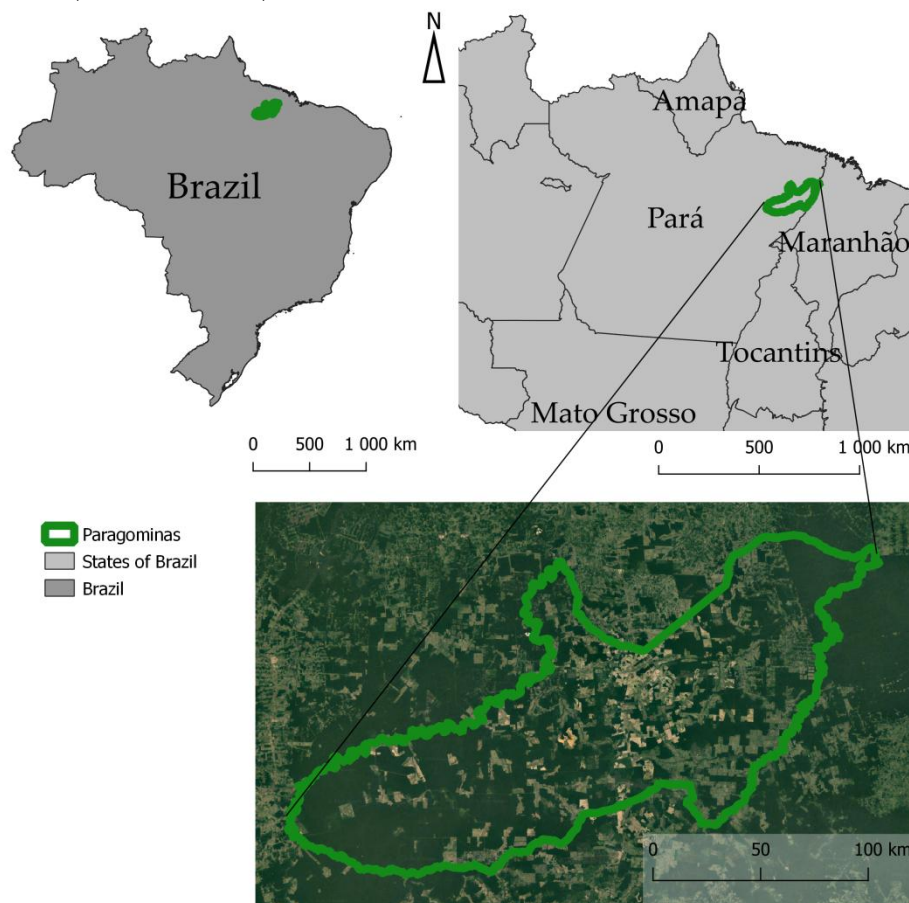 N
Brazil
0 500 1 000 km
Amapá
Pará
Maranhão
Tocantins
Mato Grosso
0 500 1 000 km
Paragominas
States of Brazil
Brazil
0 50 100 km